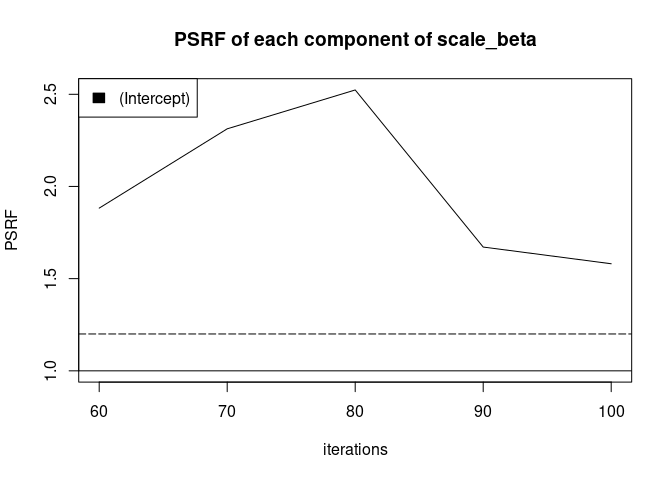 PSRF of each component of scale_beta
(Intercept)
PSRF
2.5
2.0
1.5
1.0
60 70 80 90 100
iterations